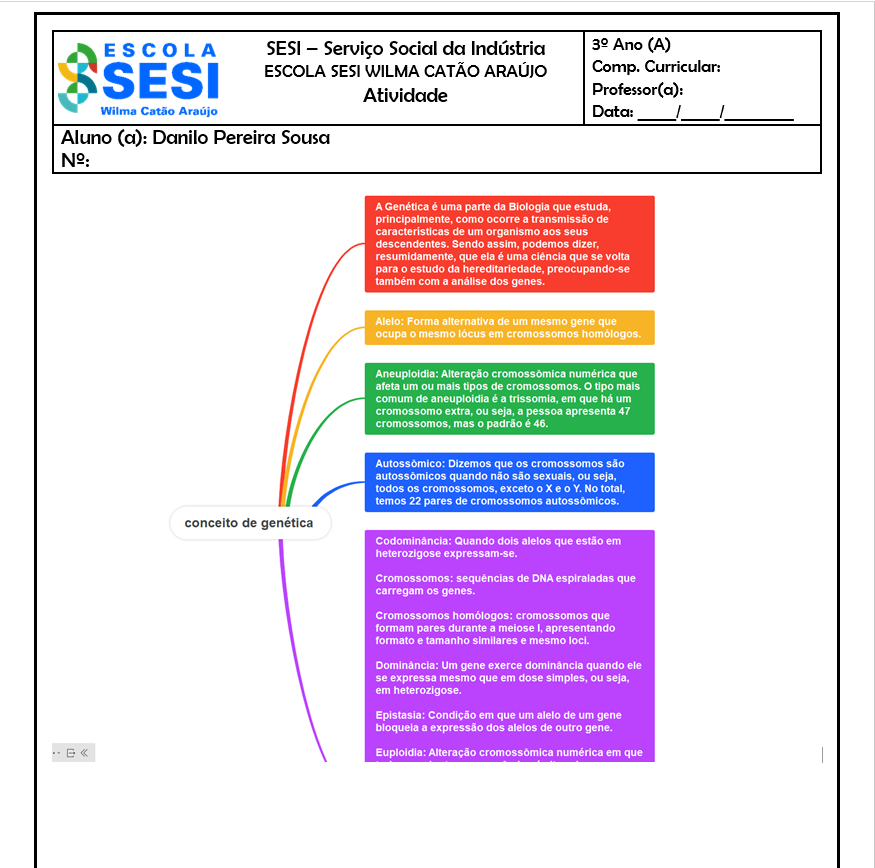 ESCOLA
SESI
Wilma Catão Araújo
SESI – Serviço Social da Indústria
ESCOLA SESI WILMA CATÃO ARAÚJO
Atividade
3º Ano (A)
Comp. Curricular:
Professor(a):
Data: _____/_____/_________
Aluno (a): Danilo Pereira Sousa
Nº:
A Genética é uma parte da Biologia que estuda,
principalmente, como ocorre a transmissão de
características de um organismo aos seus
descendentes. Sendo assim, podemos dizer,
resumidamente, que ela é uma ciência que se volta
para o estudo da hereditariedade, preocupando-se
também com a análise dos genes.
Alelo: Forma alternativa de um mesmo gene que
ocupa o mesmo lócus em cromossomos homólogos.
Aneuploidia: Alteração cromossômica numérica que
afeta um ou mais tipos de cromossomos. O tipo mais
comum de aneuploidia é a trissomia, em que há um
cromossomo extra, ou seja, a pessoa apresenta 47
cromossomos, mas o padrão é 46.
Autossômico: Dizemos que os cromossomos são
autossômicos quando não são sexuais, ou seja,
todos os cromossomos, exceto o X e o Y. No total,
temos 22 pares de cromossomos autossômicos.
conceito de genética
Codominância: Quando dois alelos que estão em
heterozigose expressam-se.
Cromossomos: sequências de DNA espiraladas que
carregam os genes.
Cromossomos homólogos: cromossomos que
formam pares durante a meiose I, apresentando
formato e tamanho similares e mesmo loci.
Dominância: Um gene exerce dominância quando ele
se expressa mesmo que em dose simples, ou seja,
em heterozigose.
Epistasia: Condição em que um alelo de um gene
bloqueia a expressão dos alelos de outro gene.
Euploidia: Alteração cromossômica numérica em que